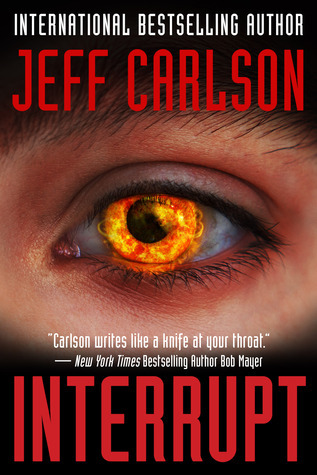 INTERNATIONAL BESTSELLING AUTHOR
JEFF CARLSON
"Carlson writes like a knife at your throat."
— New York Times Bestselling Author Bob Mayer
INTERRUPT